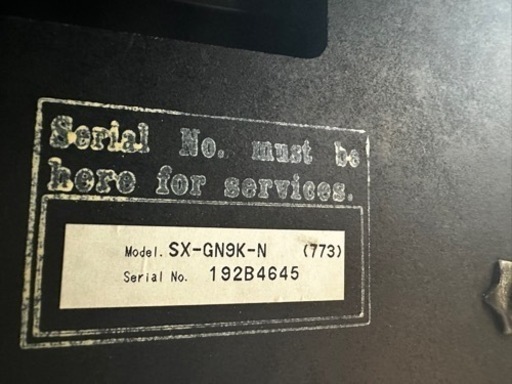 Serial No. must be
here for services.
Model. SX-GN9K-N (773)
Serial No. 192B4645